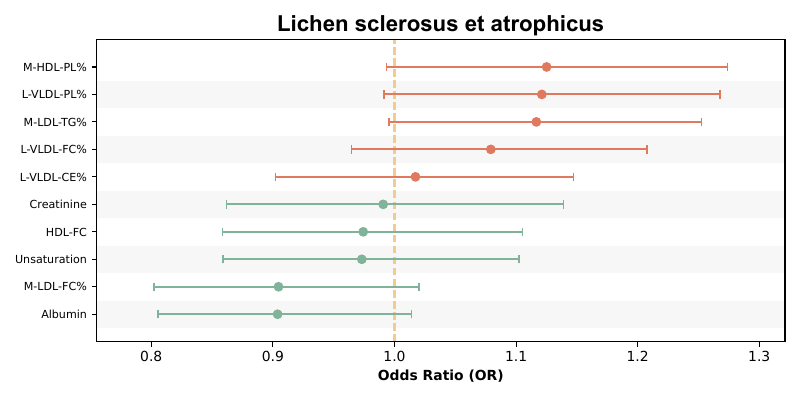 Lichen sclerosus et atrophicus
M-HDL-PL%
L-VLDL-PL%
M-LDL-TG%
L-VLDL-FC%
L-VLDL-CE%
Creatinine
HDL-FC
Unsaturation
M-LDL-FC%
Albumin
0.8 0.9 1.0 1.1 1.2 1.3
Odds Ratio (OR)